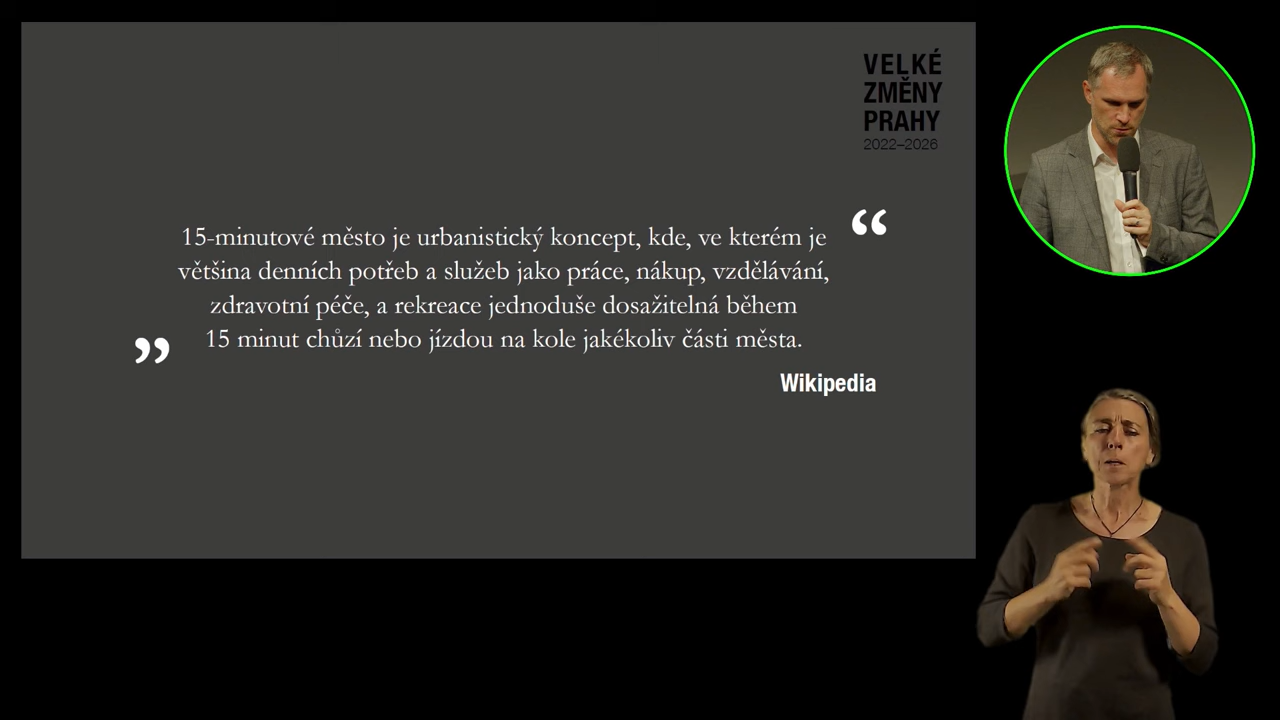 VELKÉ
ZMĚNY
PRAHY
2022–2026
“
15-minutové město je urbanistický koncept, kde, ve kterém je
většina denních potřeb a služeb jako práce, nákup, vzdělávání,
zdravotní péče, a rekreace jednoduše dosažitelná během
15 minut chůzí nebo jízdou na kole jakékoliv části města.
”
Wikipedia